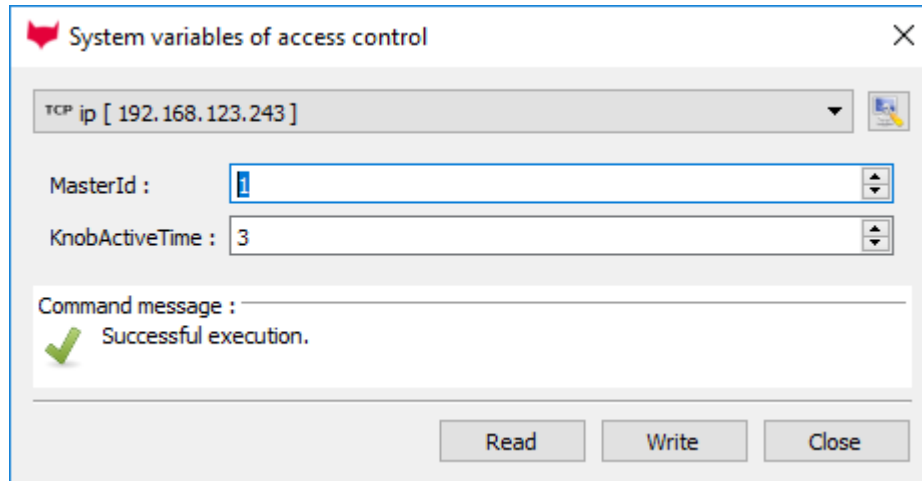 System variables of access control
TCP ip [ 192.168.123.243 ]
MasterId : 1
KnobActiveTime : 3
Command message :
Successful execution.
Read Write Close